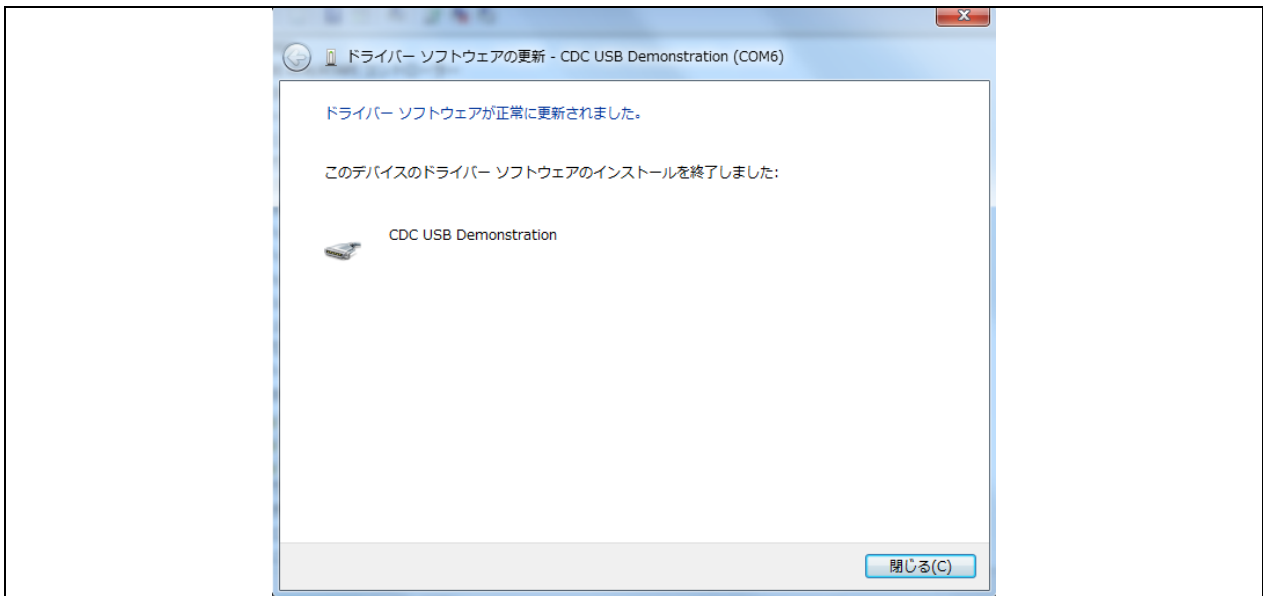 ドライバー ソフトウェアの更新 - CDC USB Demonstration (COM6)
ドライバー ソフトウェアが正常に更新されました。
このデバイスのドライバー ソフトウェアのインストールを終了しました:
CDC USB Demonstration
閉じる(C)